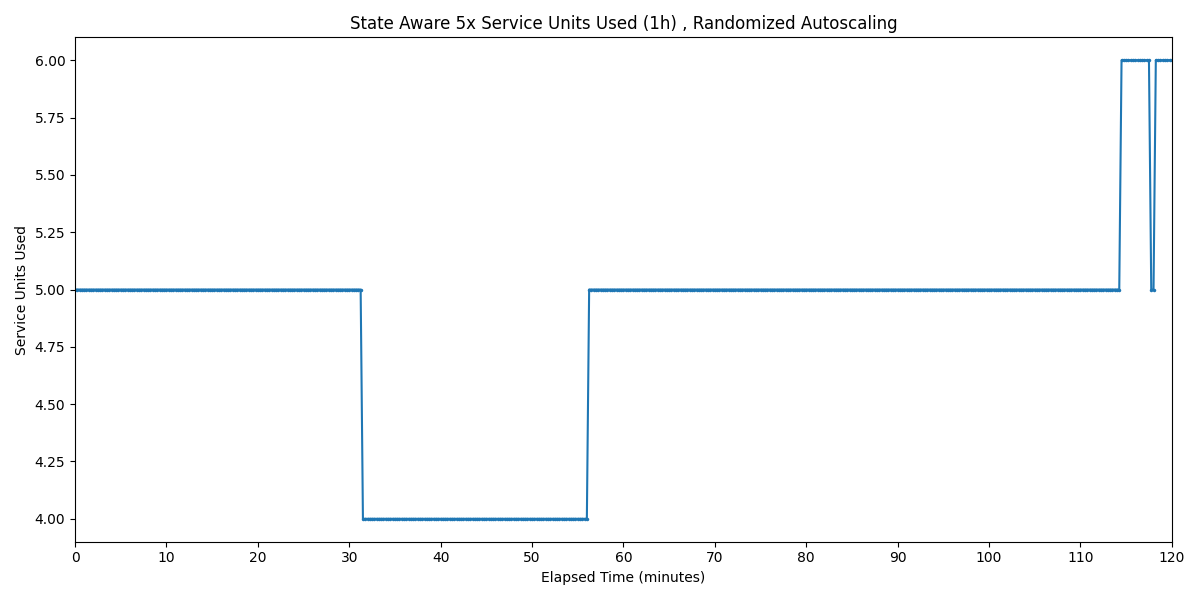 State Aware 5x Service Units Used (1h) , Randomized Autoscaling
6.00
5.75
5.50
5.25
5.00
4.75
4.50
4.25
4.00
Service Units Used
0 10 20 30 40 50 60 70 80 90 100 110 120
Elapsed Time (minutes)